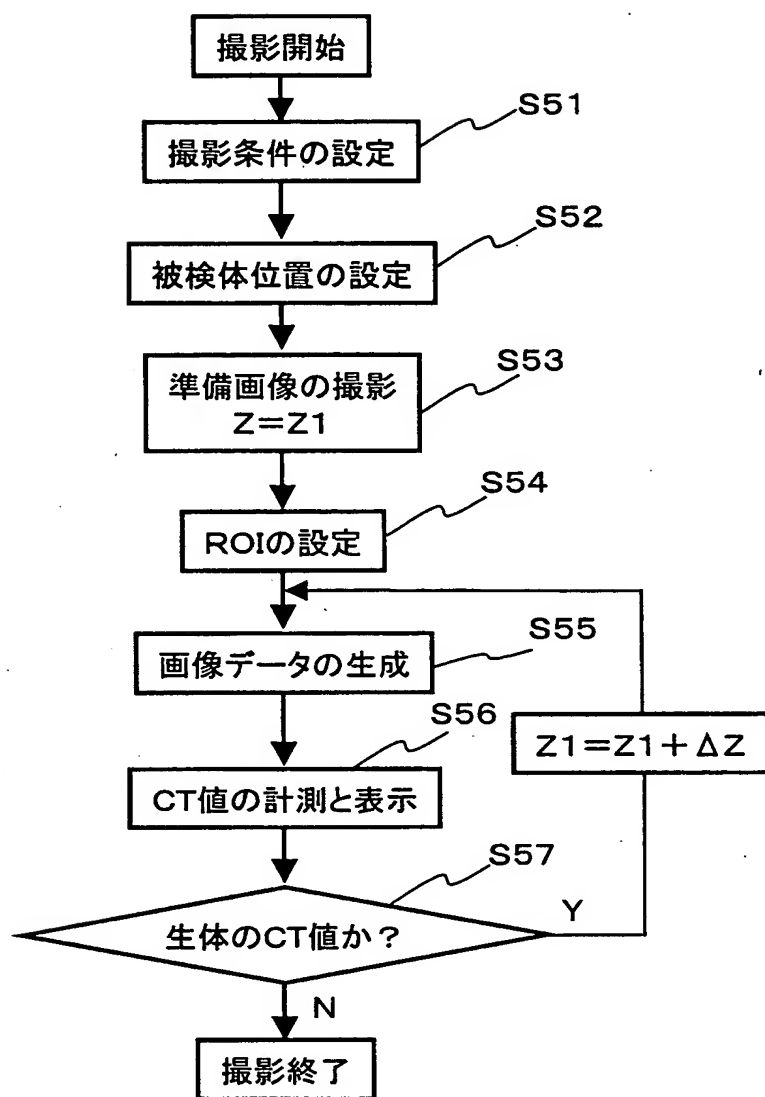 撮影開始
S51
撮影条件の設定
S52
被検体位置の設定
S53
準備画像の撮影
Z=Z1
S54
ROIの設定
S55
画像データの生成
S56
Z1=Z1+ΔZ
CT値の計測と表示
S57
生体のCT値か?
Y
N
撮影終了